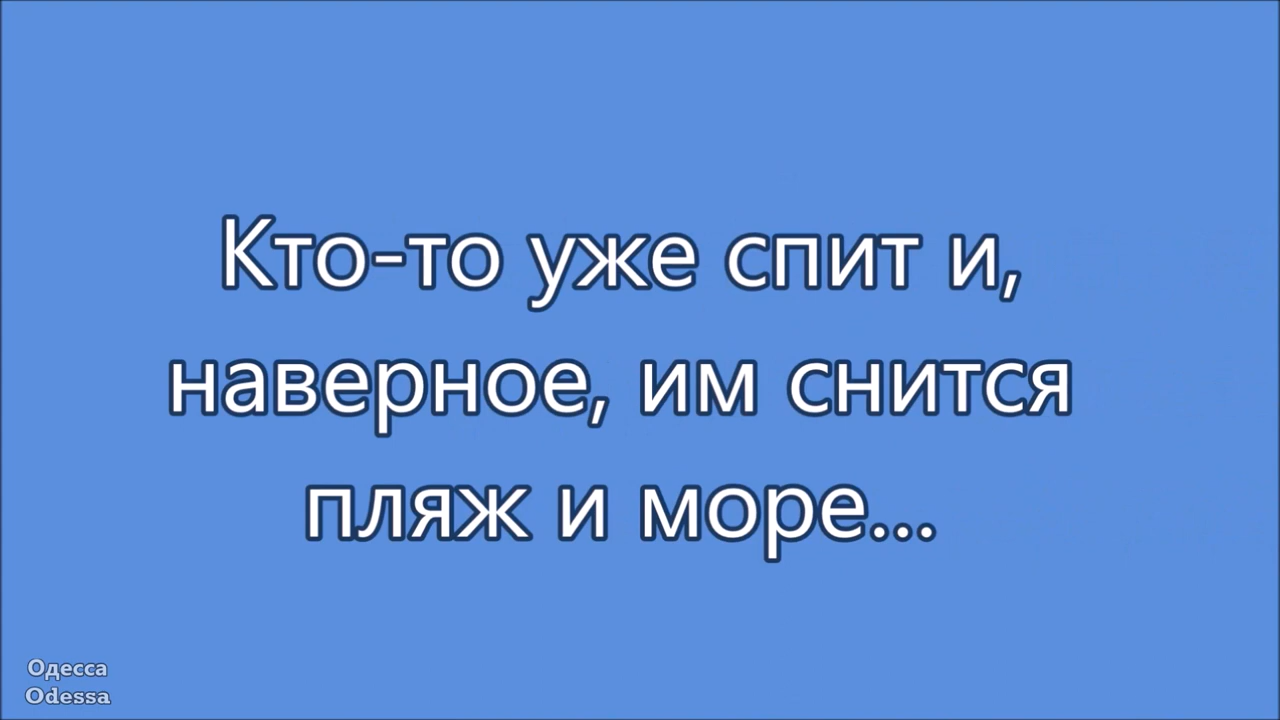 Кто-то уже спит и,
наверное, им снится
пляж и море...
Одесса
Odessa